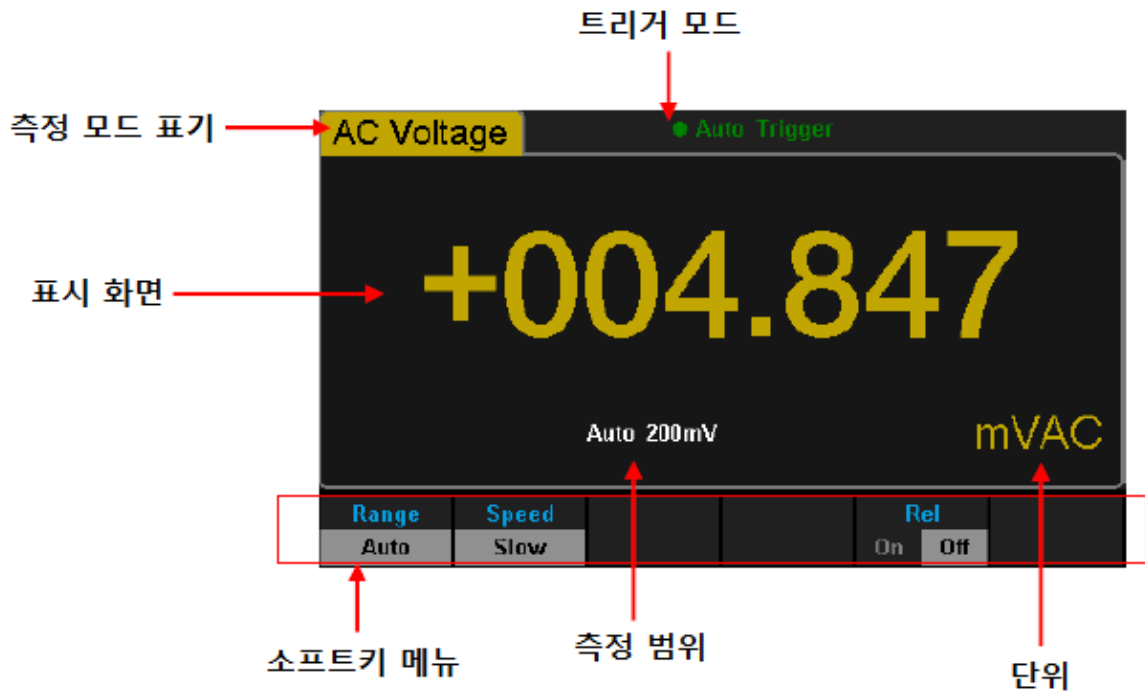 트리거 모드
측정 모드 표기
AC Voltage
Auto Trigger
표시 화면
+004.847
Auto 200mV
mVAC
Range Speed Rel
Auto Slow On Off
소프트키 메뉴
측정 범위
단위